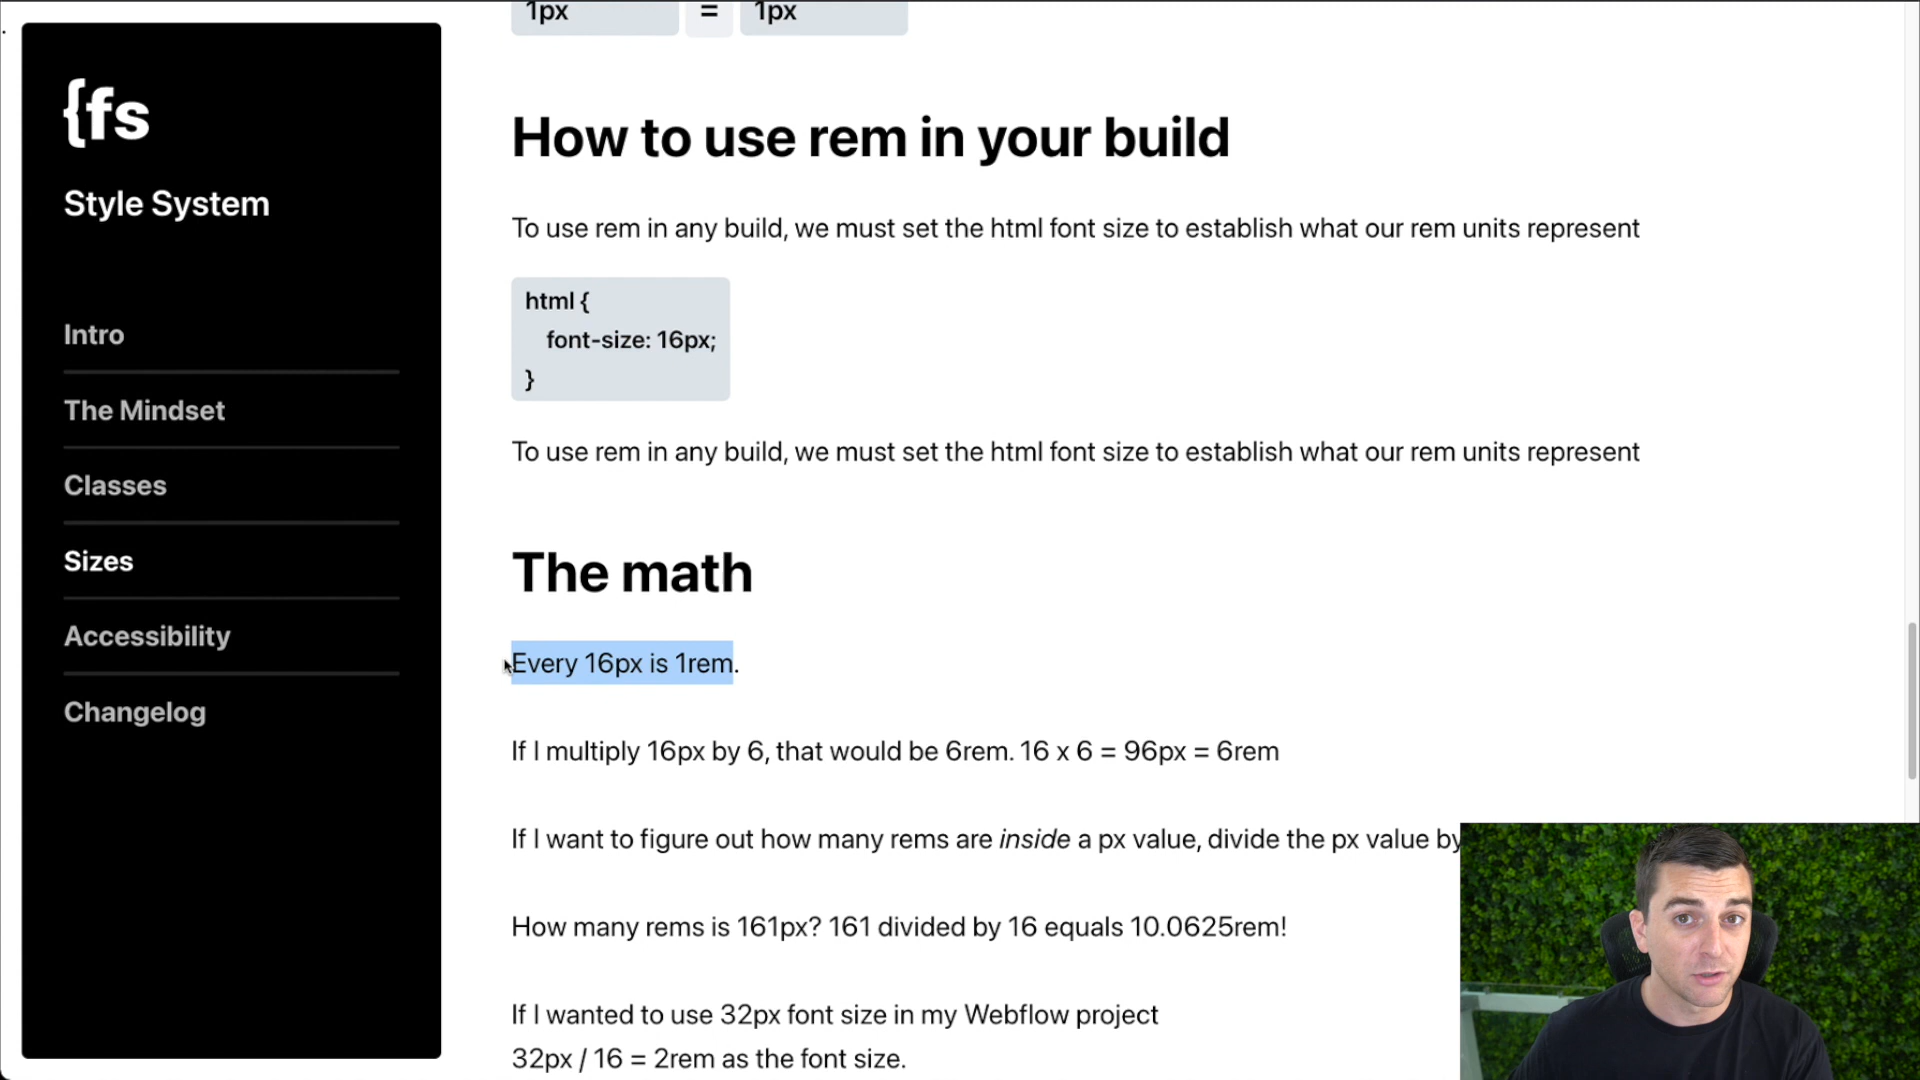 1px = 1px
{fs
Style System
Intro
The Mindset
Classes
Sizes
Accessibility
Changelog
How to use rem in your build
To use rem in any build, we must set the html font size to establish what our rem units represent
html {
font-size: 16px;
}
To use rem in any build, we must set the html font size to establish what our rem units represent
The math
Every 16px is 1rem.
If I multiply 16px by 6, that would be 6rem. 16 x 6 = 96px = 6rem
If I want to figure out how many rems are inside a px value, divide the px value by
How many rems is 161px? 161 divided by 16 equals 10.0625rem!
If I wanted to use 32px font size in my Webflow project
32px / 16 = 2rem as the font size.